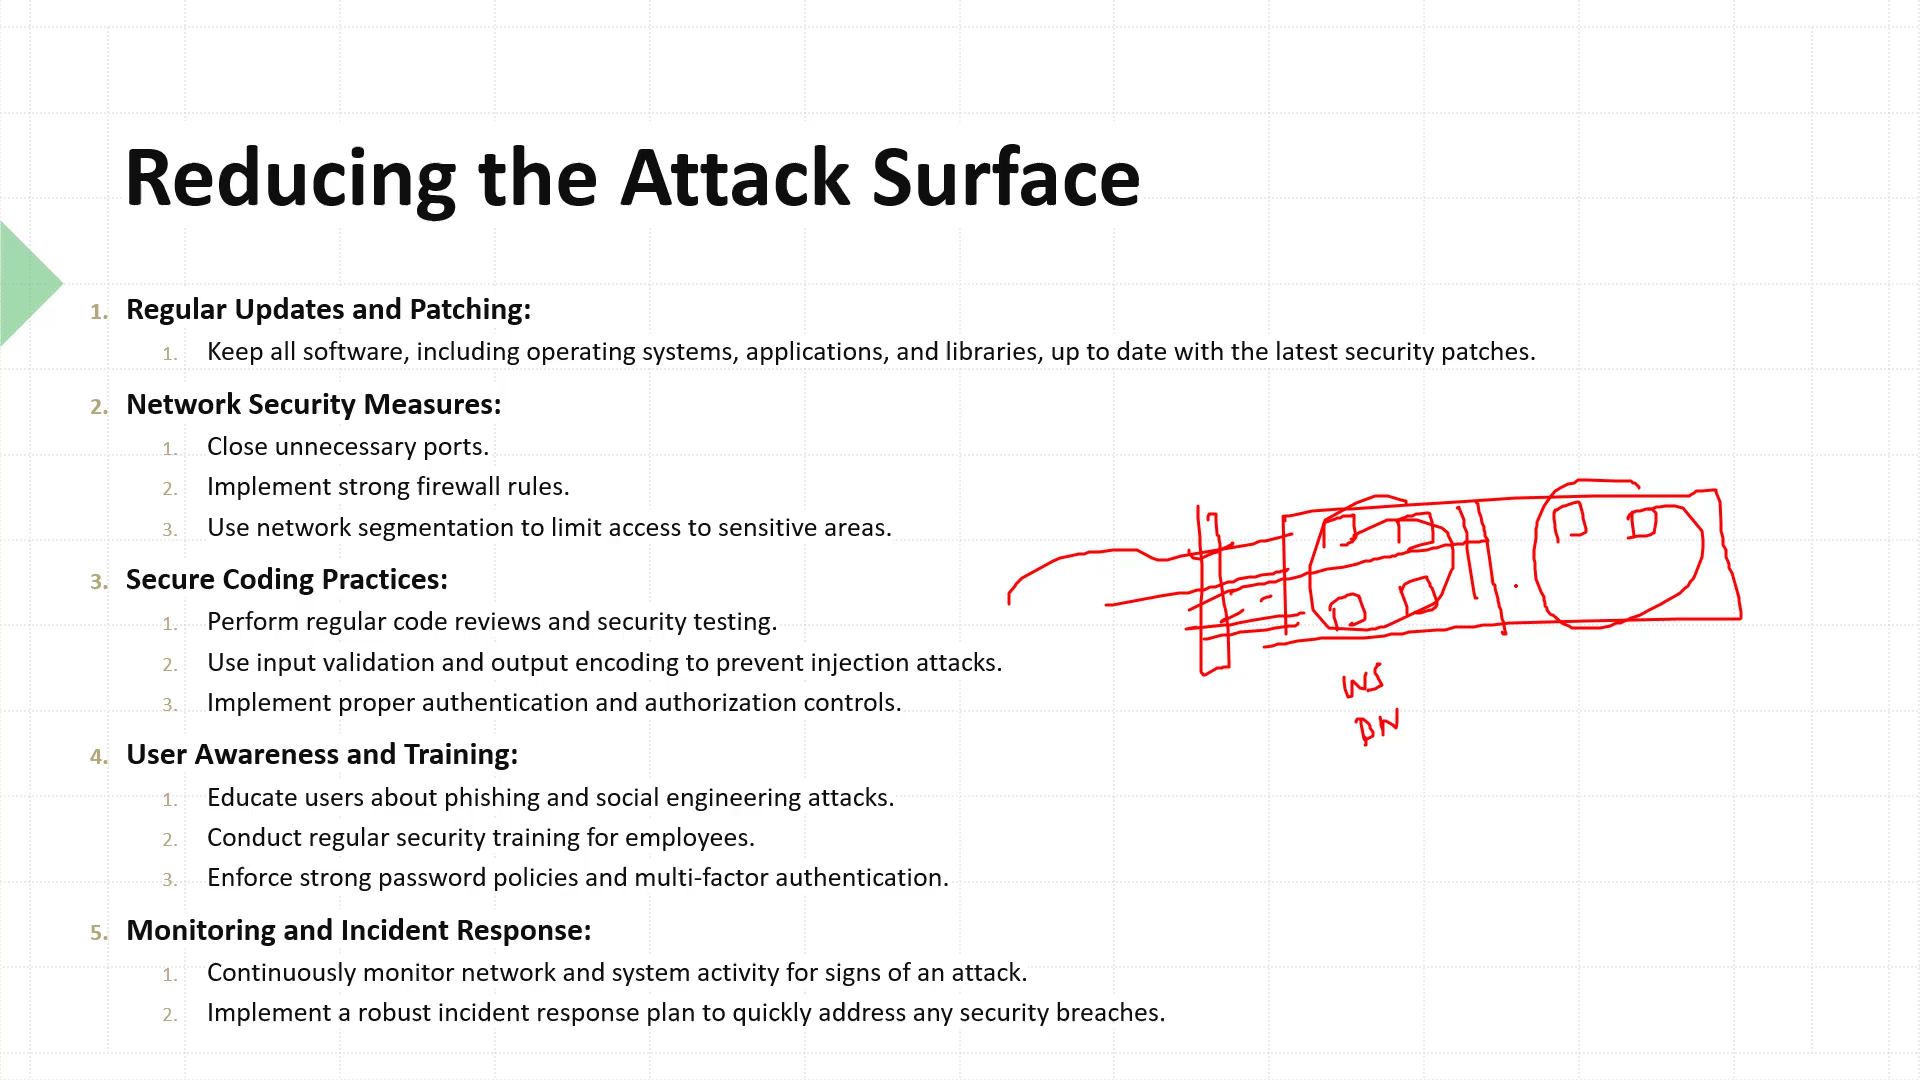 Reducing the Attack Surface
1. Regular Updates and Patching:
1. Keep all software, including operating systems, applications, and libraries, up to date with the latest security patches.
2. Network Security Measures:
1. Close unnecessary ports.
2. Implement strong firewall rules.
3. Use network segmentation to limit access to sensitive areas.
3. Secure Coding Practices:
1. Perform regular code reviews and security testing.
2. Use input validation and output encoding to prevent injection attacks.
3. Implement proper authentication and authorization controls.
WS
DN
4. User Awareness and Training:
1. Educate users about phishing and social engineering attacks.
2. Conduct regular security training for employees.
3. Enforce strong password policies and multi-factor authentication.
5. Monitoring and Incident Response:
1. Continuously monitor network and system activity for signs of an attack.
2. Implement a robust incident response plan to quickly address any security breaches.